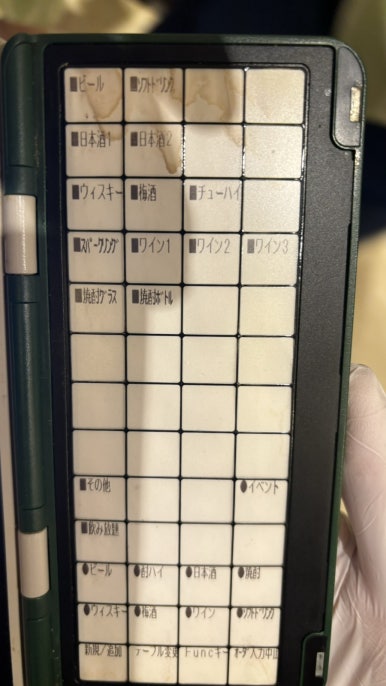 ■ビール ■ソフトドリンク
■日本酒1 ■日本酒2
■ウィスキー ■梅酒 ■チューハイ
■スパークリング ■ワイン1 ■ワイン2 ■ワイン3
■焼酎グラス ■焼酎ボトル
■その他 ●イベント
■飲み放題
●ビール ●酎ハイ ●日本酒 ●焼酎
●ウィスキー ●梅酒 ●ワイン ●ソフトドリンク
新規/追加 テーブル変更 Funcキー オーダ入力中止